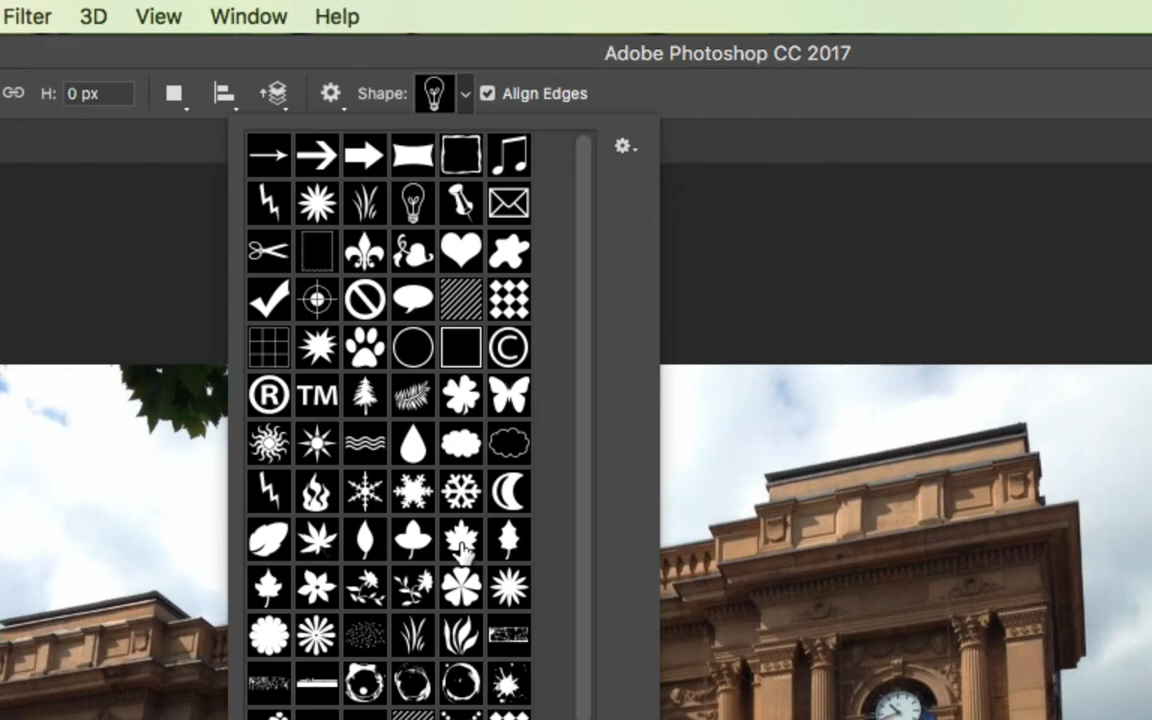 Filter 3D View Window Help
Adobe Photoshop CC 2017
H: 0 px Shape: Align Edges
©
® TM